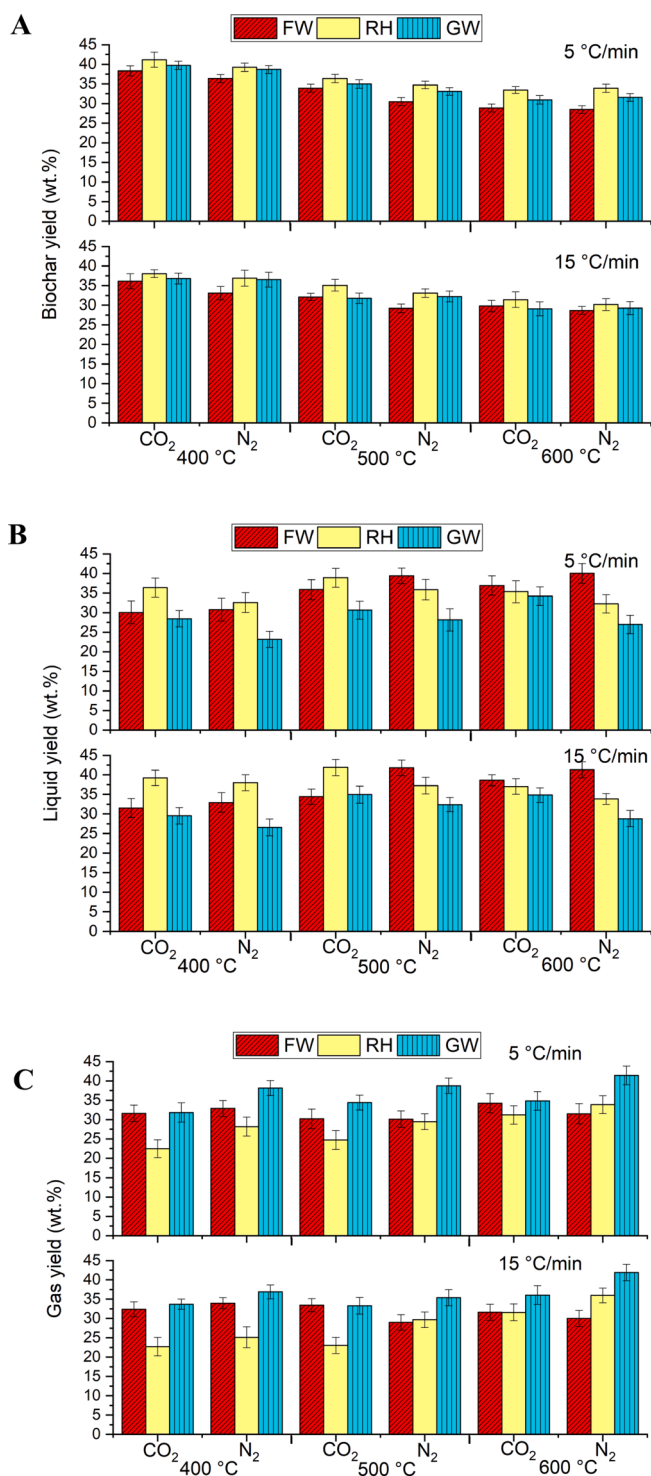 A
FW RH GW
5 °C/min
45
40
35
30
25
20
15
10
5
0
15 °C/min
45
40
35
30
25
20
15
10
5
0
Biochar yield (wt.%)
CO2 N2 CO2 N2 CO2 N2
400 °C 500 °C 600 °C
B
FW RH GW
5 °C/min
45
40
35
30
25
20
15
10
5
0
15 °C/min
45
40
35
30
25
20
15
10
5
0
Liquid yield (wt.%)
CO2 N2 CO2 N2 CO2 N2
400 °C 500 °C 600 °C
C
FW RH GW
5 °C/min
45
40
35
30
25
20
15
10
5
0
15 °C/min
45
40
35
30
25
20
15
10
5
0
Gas yield (wt.%)
CO2 N2 CO2 N2 CO2 N2
400 °C 500 °C 600 °C